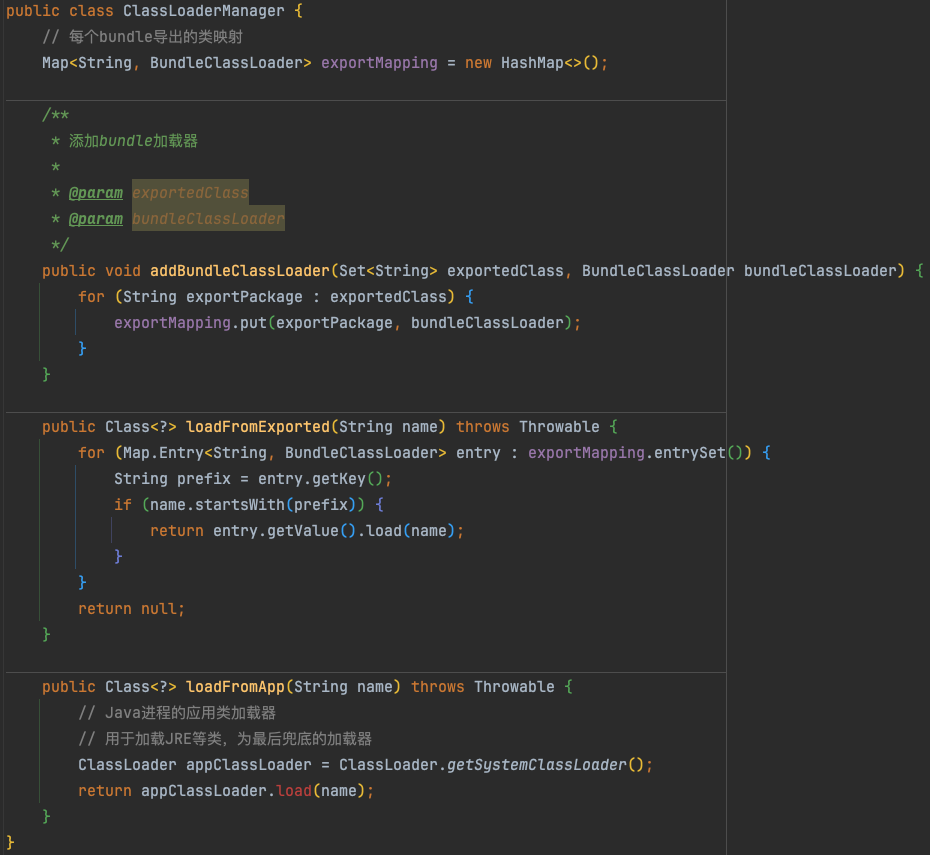 public class ClassLoaderManager {
    // 每个bundle导出的类映射
    Map<String, BundleClassLoader> exportMapping = new HashMap<>();
    /**
     * 添加bundle加载器
     *
     * @param exportedClass
     * @param bundleClassLoader
     */
    public void addBundleClassLoader(Set<String> exportedClass, BundleClassLoader bundleClassLoader) {
        for (String exportPackage : exportedClass) {
            exportMapping.put(exportPackage, bundleClassLoader);
        }
    }
    public Class<?> loadFromExported(String name) throws Throwable {
        for (Map.Entry<String, BundleClassLoader> entry : exportMapping.entrySet()) {
            String prefix = entry.getKey();
            if (name.startsWith(prefix)) {
                return entry.getValue().load(name);
            }
        }
        return null;
    }
    public Class<?> loadFromApp(String name) throws Throwable {
        // Java进程的应用类加载器
        // 用于加载JRE等类，为最后兜底的加载器
        ClassLoader appClassLoader = ClassLoader.getSystemClassLoader();
        return appClassLoader.load(name);
    }
}